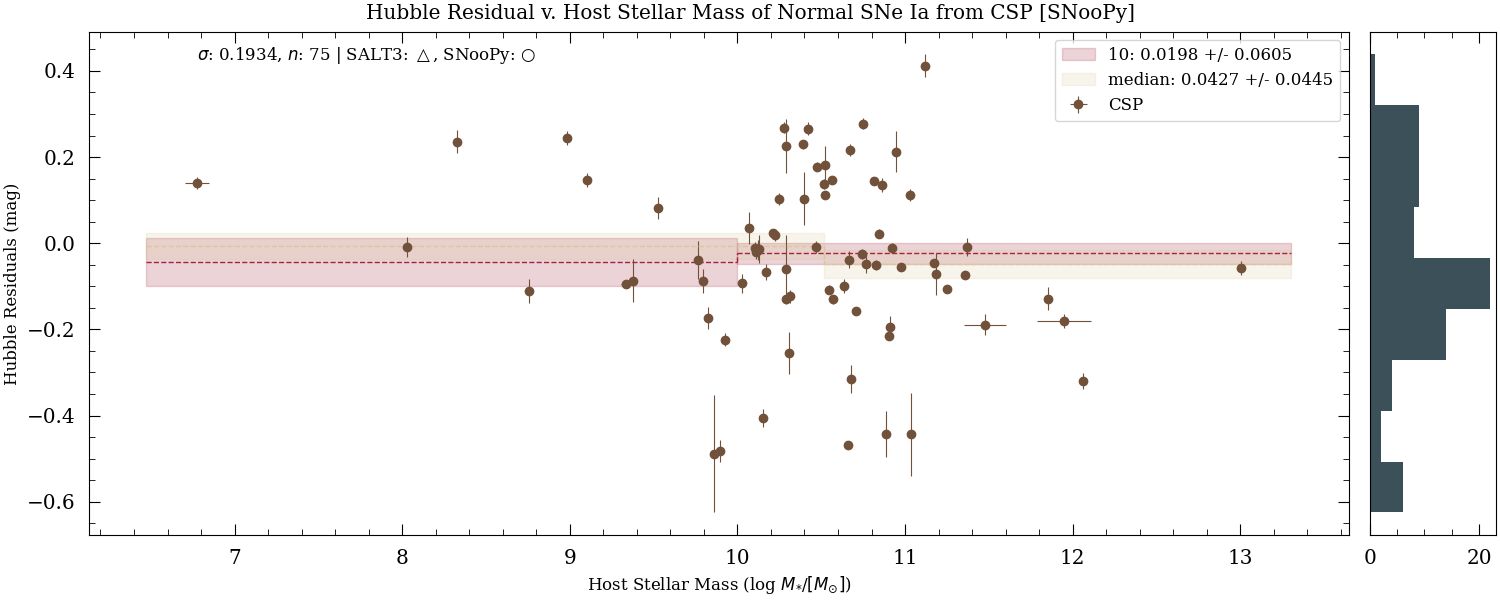 Hubble Residual v. Host Stellar Mass of Normal SNe Ia from CSP [SNooPy]
σ: 0.1934, n: 75 | SALT3: △, SNooPy: ○
10: 0.0198 +/- 0.0605
median: 0.0427 +/- 0.0445
CSP
Hubble Residuals (mag)
0.4
0.2
0.0
−0.2
−0.4
−0.6
7 8 9 10 11 12 13
0 20
Host Stellar Mass (log M*/[M⊙])